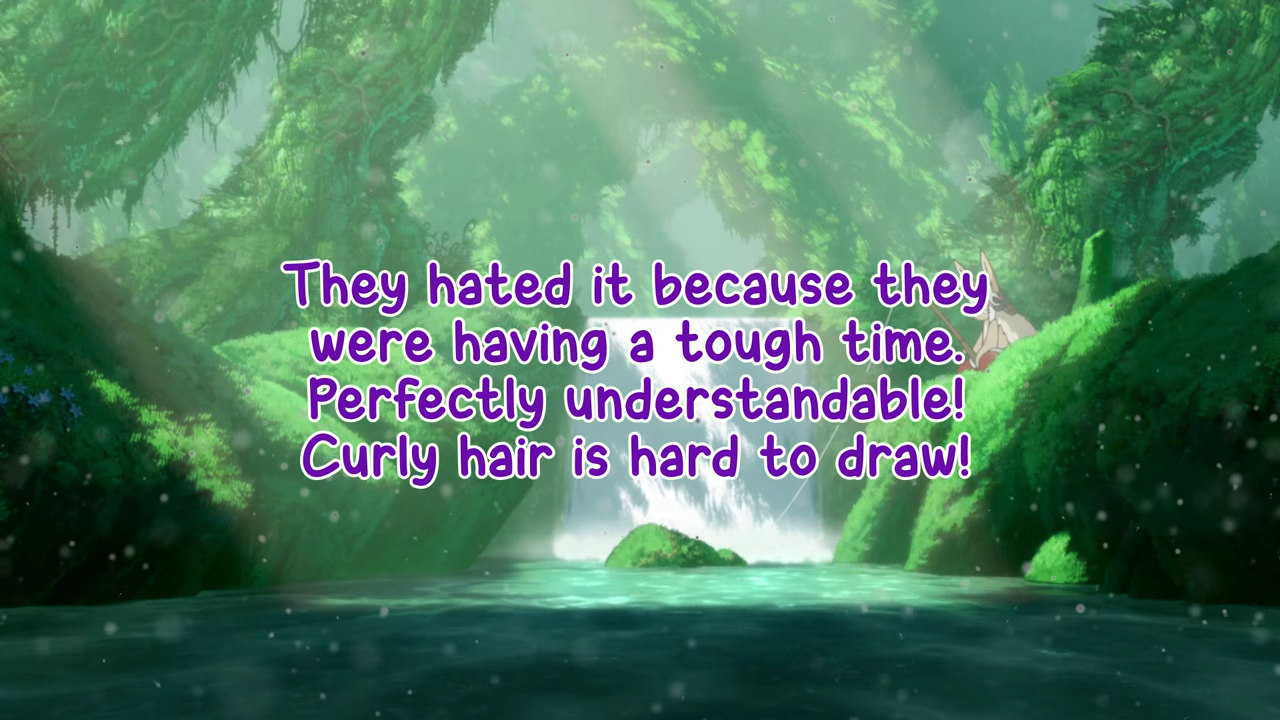 They hated it because they
were having a tough time.
Perfectly understandable!
Curly hair is hard to draw!